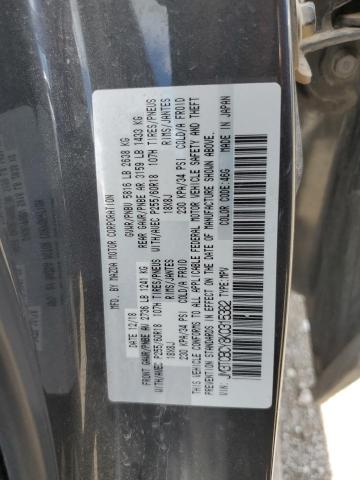 MFD. BY MAZDA MOTOR CORPORATION
12/18
GVWR/PNBV 5816 LB 2638 KG
FRONT GAWR/PNBE AV 2736 LB 1241 KG
REAR GAWR/PNBE AR 3159 LB 1433 KG
WITH/AVEC P255/60R18 107H TIRES/PNEUS
WITH/AVEC P255/60R18 107H TIRES/PNEUS
18X8J RIMS/JANTES
18X8J RIMS/JANTES
230 KPA/34 PSI COLD/A FROID
230 KPA/34 PSI COLD/A FROID
THIS VEHICLE CONFORMS TO ALL APPLICABLE FEDERAL MOTOR VEHICLE SAFETY AND THEFT
PREVENTION STANDARDS IN EFFECT ON THE DATE OF MANUFACTURE SHOWN ABOVE.
MADE IN JAPAN
VIN: TYPE:MPV
COLOR CODE:46G